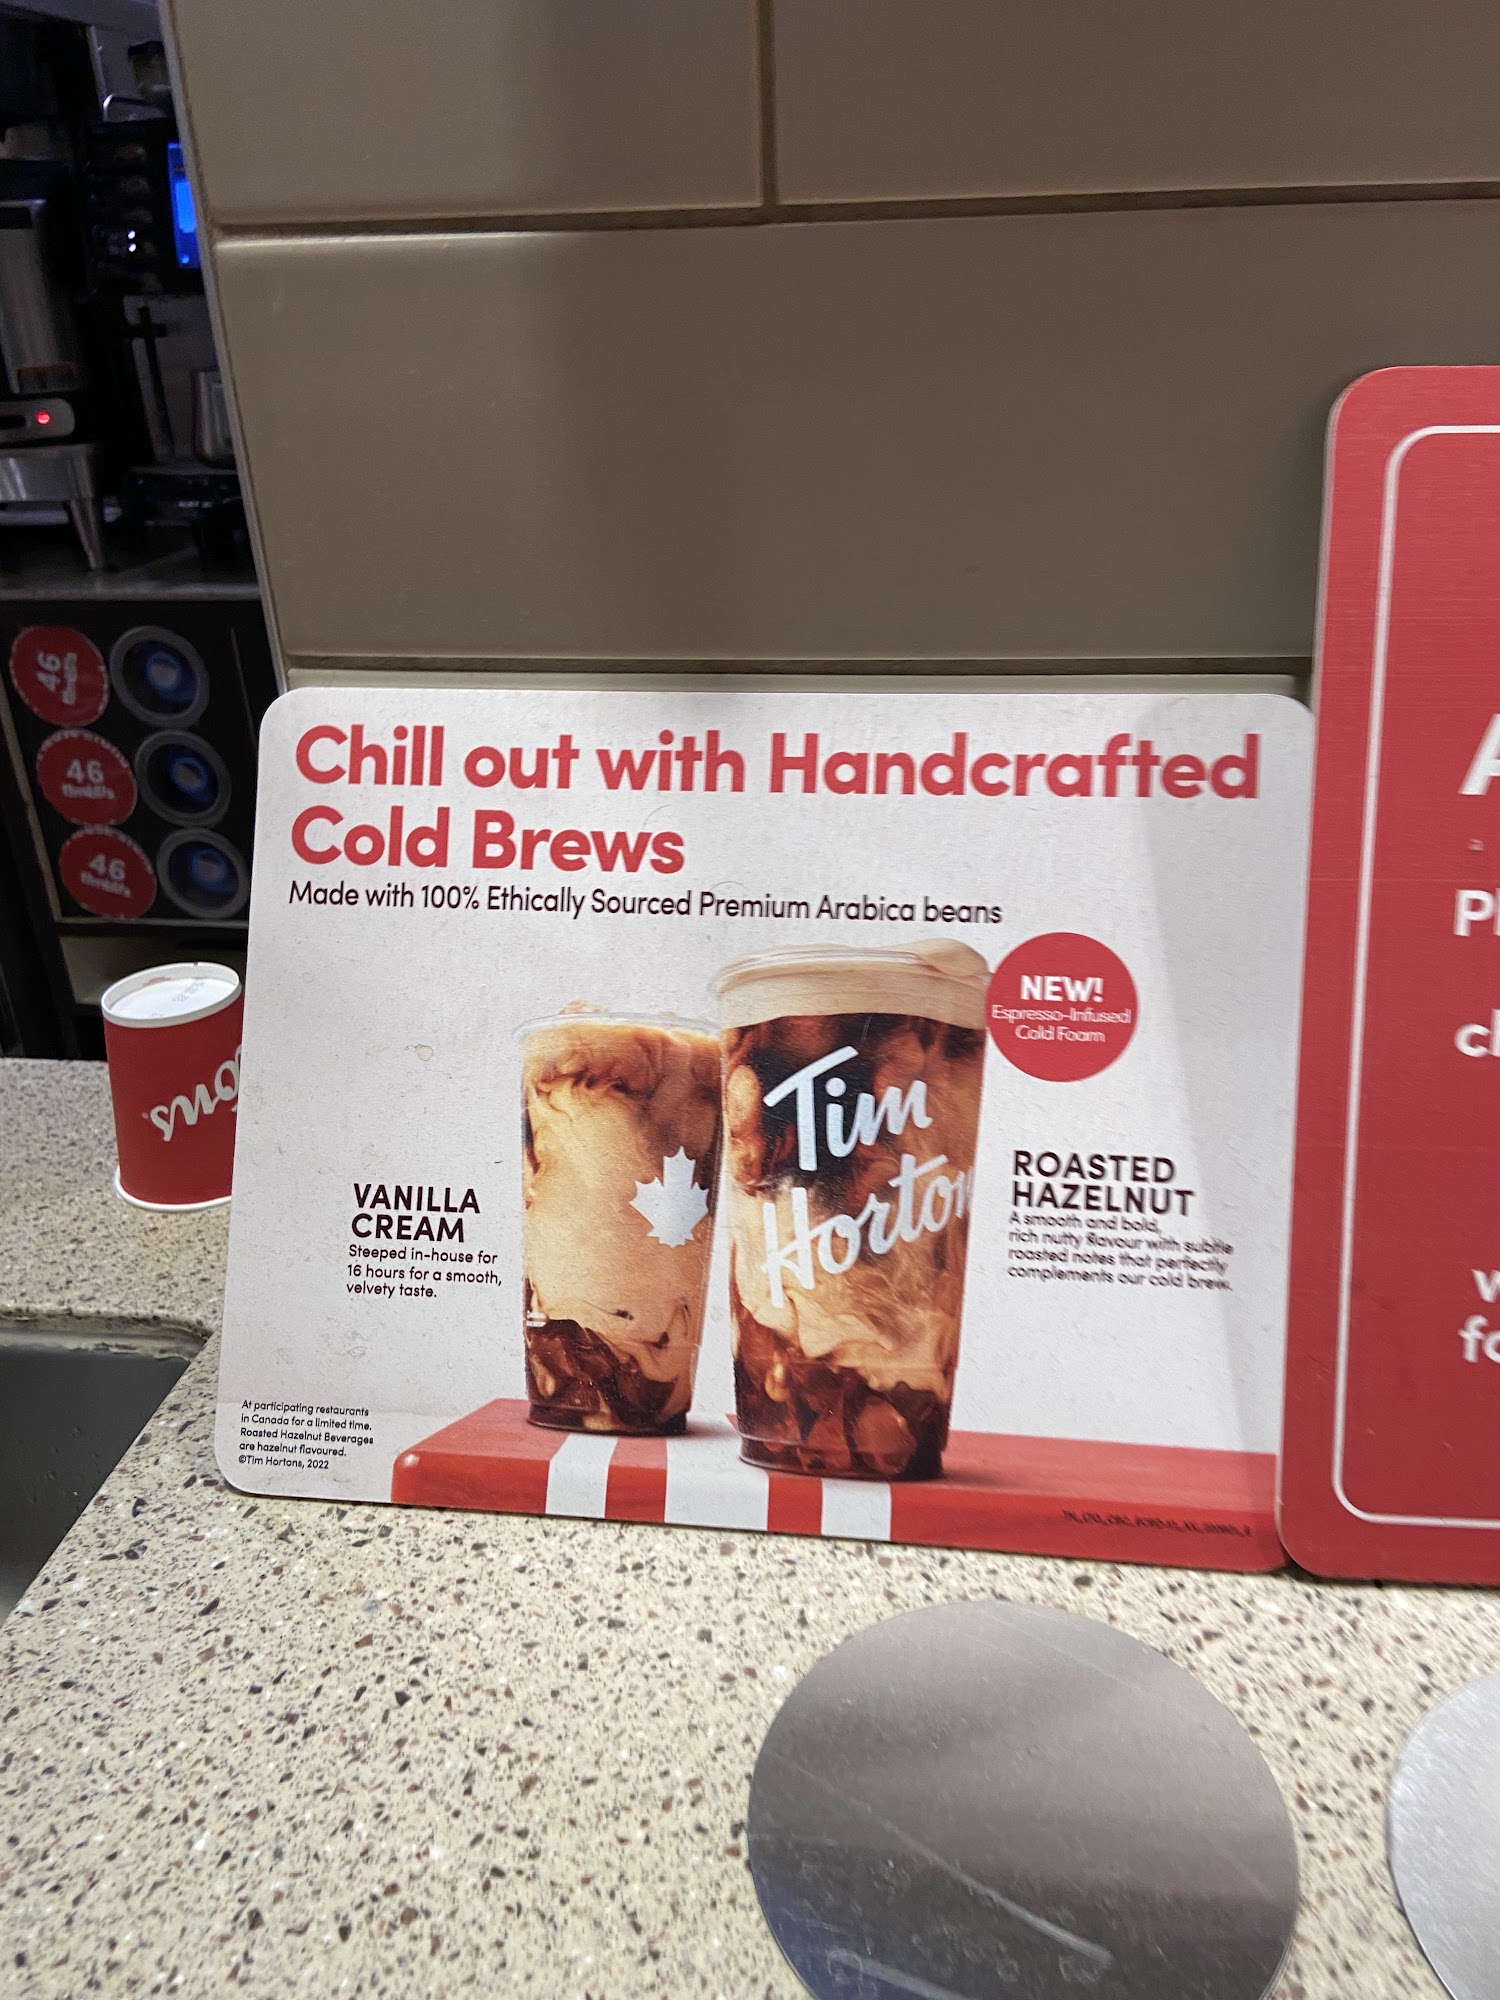 Chill out with Handcrafted
Cold Brews
Made with 100% Ethically Sourced Premium Arabica beans
NEW!
Espresso-Infused
Cold Foam
Tim
Horton
VANILLA
CREAM
Steeped in-house for
16 hours for a smooth,
velvety taste.
ROASTED
HAZELNUT
A smooth and bold,
rich nutty flavour with subtle
roasted notes that perfectly
complements our cold brew.
At participating restaurants
in Canada for a limited time.
Roasted Hazelnut Beverages
are hazelnut flavoured.
©Tim Hortons, 2022
46
46
46